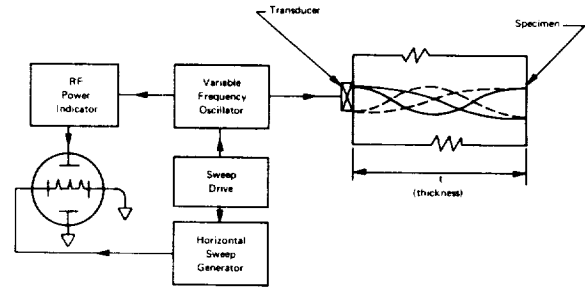 Transducer
Specimen
RF
Power
Indicator
Variable
Frequency
Oscillator
Sweep
Drive
t
(thickness)
Horizontal
Sweep
Generator